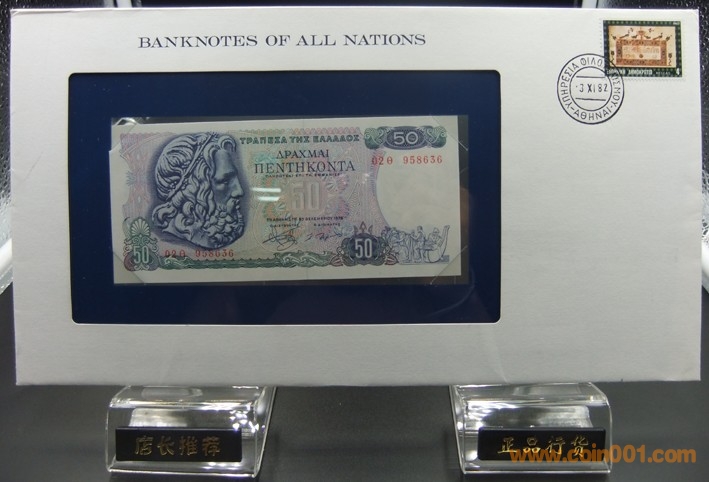 BANKNOTES OF ALL NATIONS
3 XI 82
ΑΘΗΝΑΙ
ΤΡΑΠΕΖΑ ΤΗΣ ΕΛΛΑΔΟΣ
50
ΔΡΑΧΜΑΙ
ΠΕΝΤΗΚΟΝΤΑ
02Θ 958636
50
50
02Θ 958636
50
店长推荐
正品行货
www.coin001.com